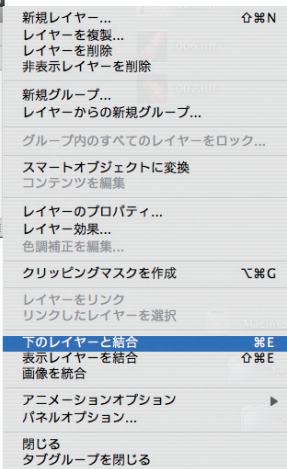 新規レイヤー... ⇧⌘N
レイヤーを複製...
レイヤーを削除
非表示レイヤーを削除
新規グループ...
レイヤーからの新規グループ...
グループ内のすべてのレイヤーをロック...
スマートオブジェクトに変換
コンテンツを編集
レイヤーのプロパティ...
レイヤー効果...
色調補正を編集...
クリッピングマスクを作成 ⌥⌘G
レイヤーをリンク
リンクしたレイヤーを選択
下のレイヤーと結合 ⌘E
表示レイヤーを結合 ⇧⌘E
画像を統合
アニメーションオプション ▶
パネルオプション...
閉じる
タブグループを閉じる